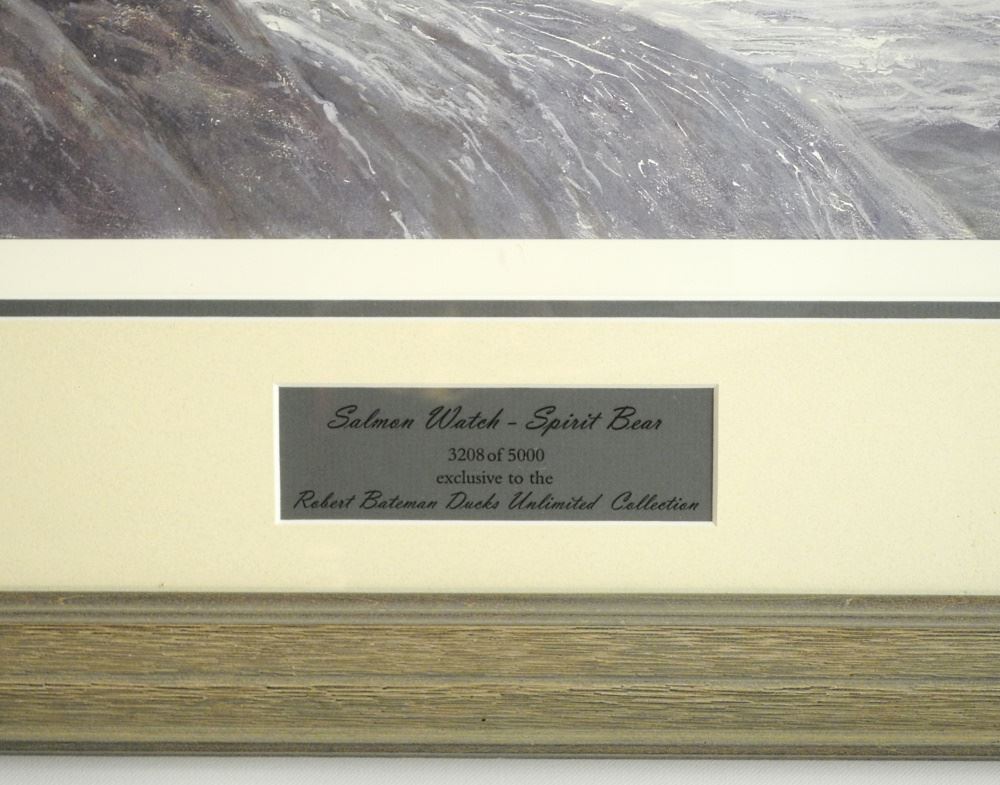 Salmon Watch - Spirit Bear
3208 of 5000
exclusive to the
Robert Bateman Ducks Unlimited Collection